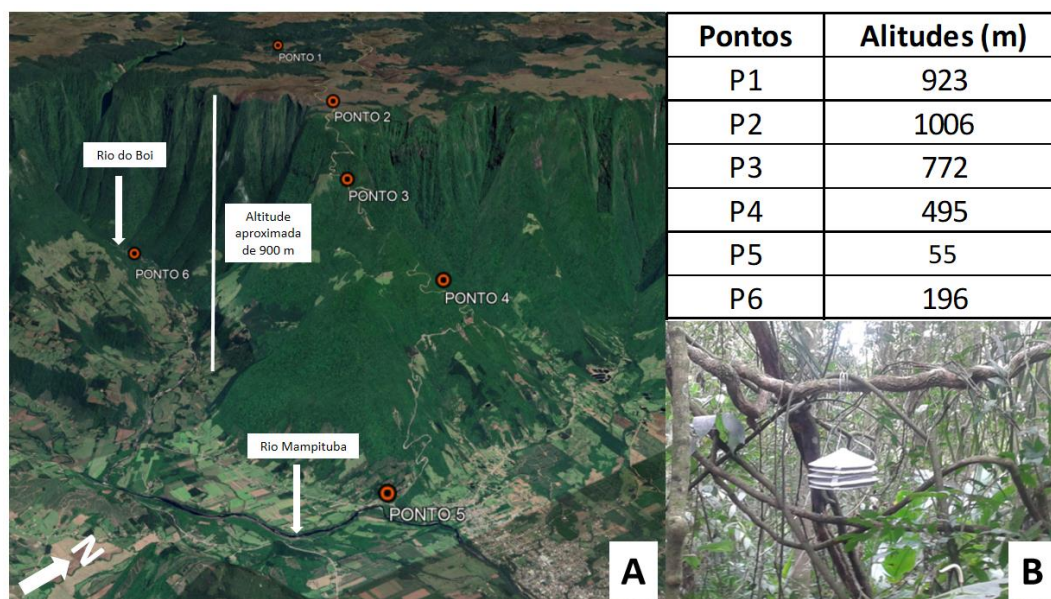 PONTO 1
PONTO 2
Rio do Boi
PONTO 3
Altitude
aproximada
de 900 m
PONTO 6
PONTO 4
Rio Mampituba
PONTO 5
N
A
Pontos Alitudes (m)
P1 923
P2 1006
P3 772
P4 495
P5 55
P6 196
B